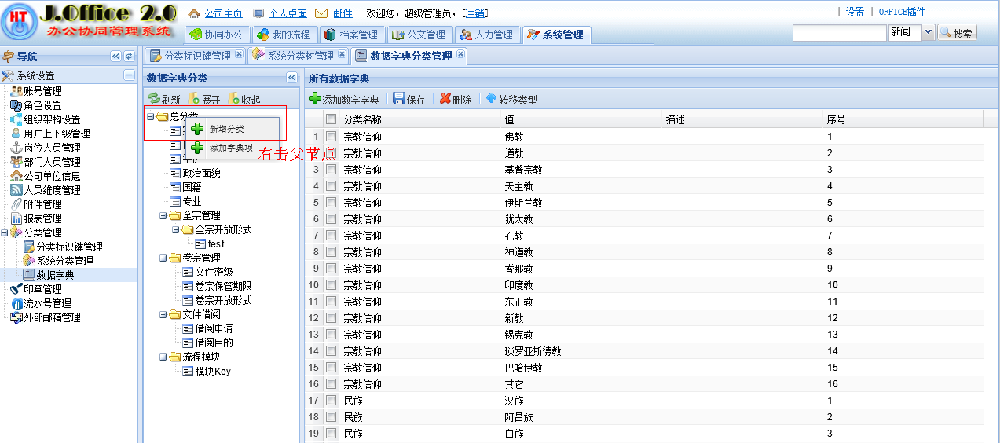 J.Office 2.0
办公协同管理系统
HT
公司主页 个人桌面 邮件 欢迎您，超级管理员，[注销]
| 设置 | OFFICE插件
协同办公 我的流程 档案管理 公文管理 人力管理 系统管理
新闻 搜索
导航
系统设置
账号管理
角色设置
组织架构设置
用户上下级管理
岗位人员管理
部门人员管理
公司单位信息
人员维度管理
附件管理
报表管理
分类管理
分类标识键管理
系统分类管理
数据字典
印章管理
流水号管理
外部邮箱管理
分类标识键管理 系统分类树管理 数据字典分类管理
数据字典分类
刷新 展开 收起
总分类
新增分类
添加字典项
右击父节点
学历
政治面貌
国籍
专业
全宗管理
全宗开放形式
test
卷宗管理
文件密级
卷宗保管期限
卷宗开放形式
文件借阅
借阅申请
借阅目的
流程模块
模块Key
所有数据字典
添加数字字典 保存 删除 转移类型
分类名称 值 描述 序号
1 宗教信仰 佛教 1
宗教信仰 道教 2
3 宗教信仰 基督宗教 3
4 宗教信仰 天主教 4
5 宗教信仰 伊斯兰教 5
6 宗教信仰 犹太教 6
7 宗教信仰 孔教 7
8 宗教信仰 神道教 8
9 宗教信仰 耆那教 9
10 宗教信仰 印度教 10
11 宗教信仰 东正教 11
12 宗教信仰 新教 12
13 宗教信仰 锡克教 13
14 宗教信仰 琐罗亚斯德教 14
15 宗教信仰 巴哈伊教 15
16 宗教信仰 其它 16
17 民族 汉族 1
18 民族 阿昌族 2
19 民族 白族 3